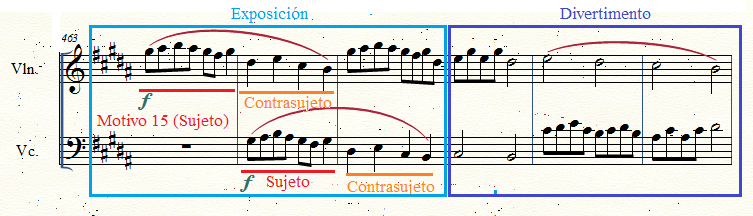 Exposición Divertimento
463
Vln.
f Contrasujeto
Motivo 15 (Sujeto)
Vc.
f Sujeto Contrasujeto